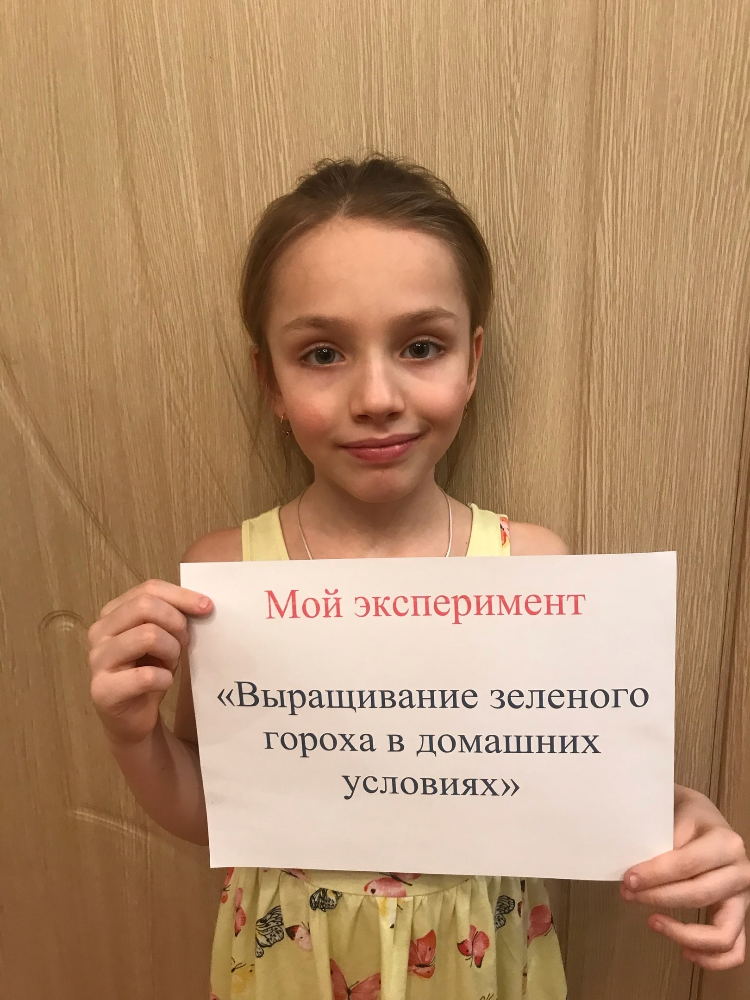 Мой эксперимент
«Выращивание зеленого
гороха в домашних
условиях»